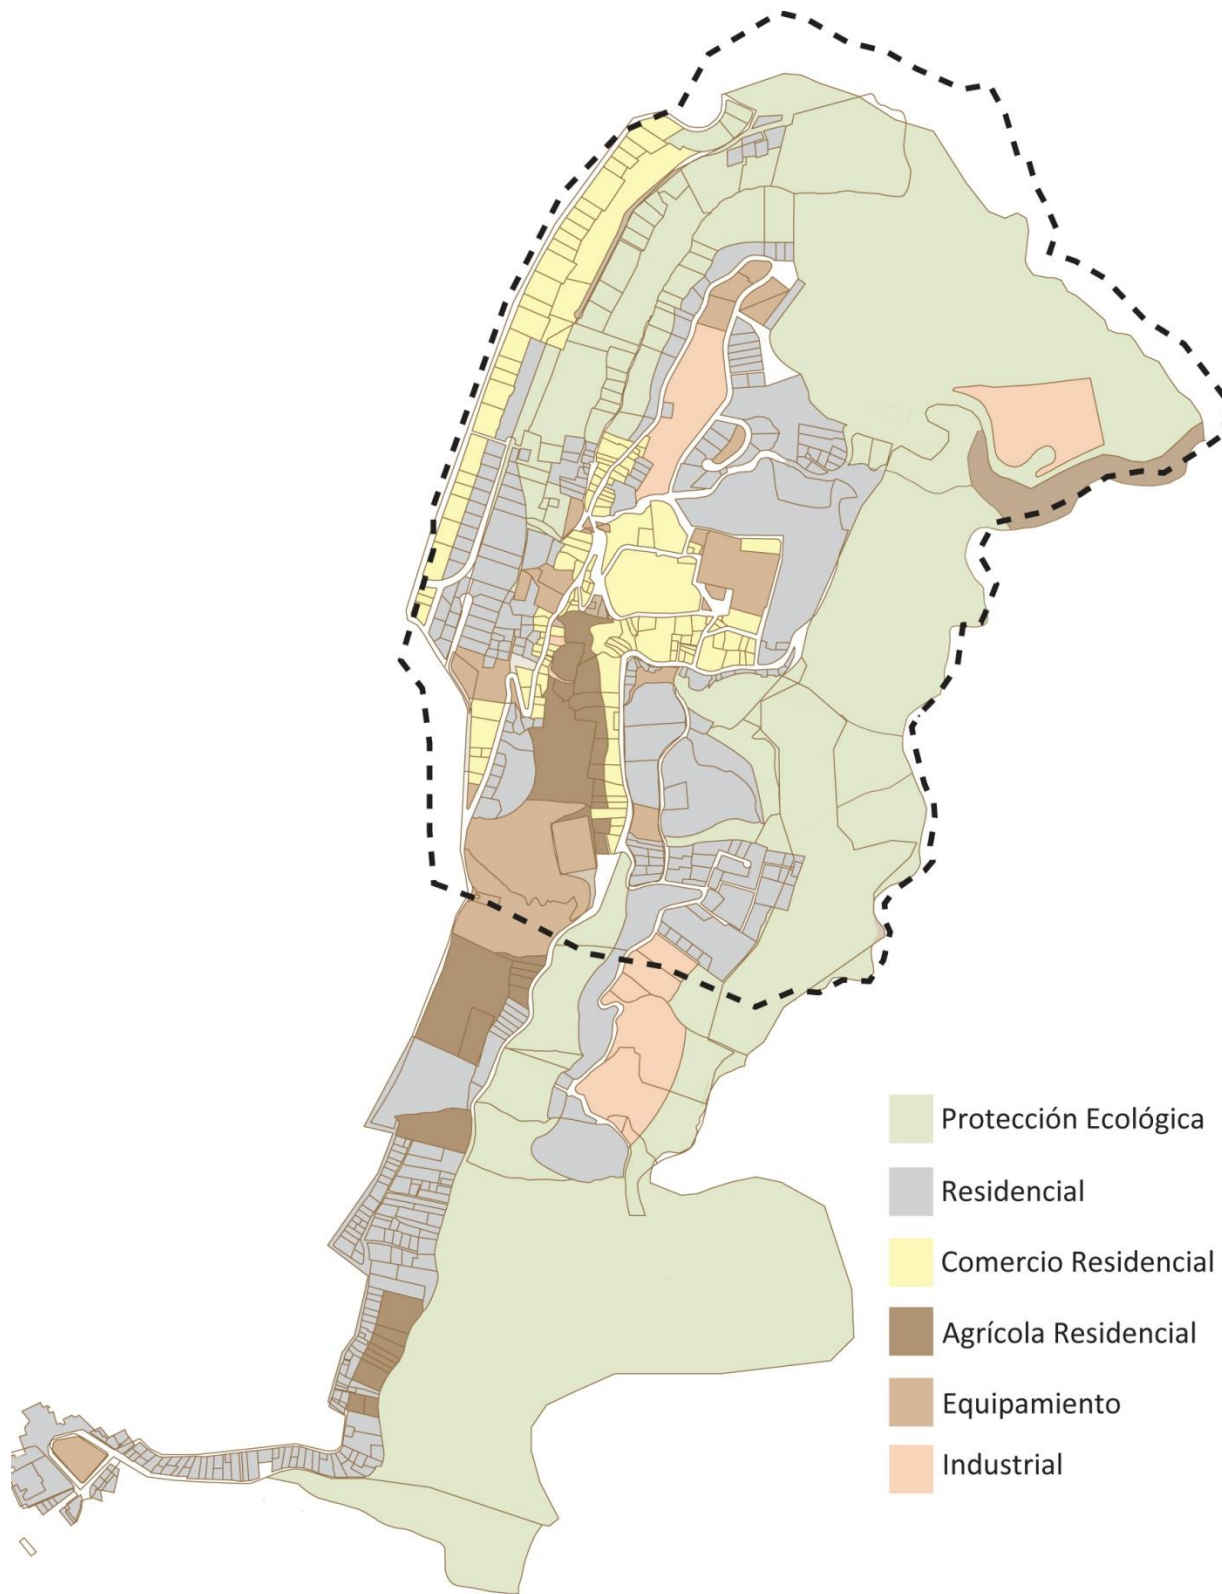 Protección Ecológica
Residencial
Comercio Residencial
Agrícola Residencial
Equipamiento
Industrial